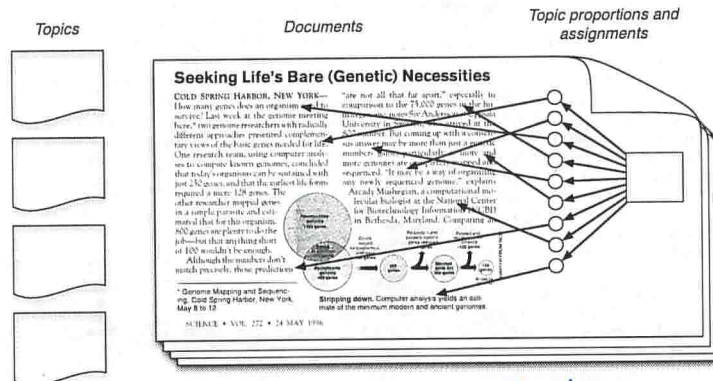 Topics
Documents
Topic proportions and
assignments
Seeking Life's Bare (Genetic) Necessities
COLD SPRING HARBOR, NEW YORK—
How many genes does an organism need to
survive? Last week at the genome meeting
here,* two genome researchers with radically
different approaches presented complemen-
tary views of the basic genes needed for life.
One research team, using computer analy-
ses to compare known genomes, concluded
that today's organisms can be sustained with
just 250 genes, and that the earliest life forms
required a mere 128 genes. The
other researcher mapped genes
in a simple parasite and esti-
mated that for this organism,
800 genes are plenty to do the
job—but that anything short
of 100 wouldn't be enough.
Although the numbers don't
match precisely, those predictions
* Genome Mapping and Sequenc-
ing, Cold Spring Harbor, New York,
May 8 to 12.
"are not all that far apart," especially in
comparison to the 75,000 genes in the hu
notes Siv Andersson
University in arrived at the
800 number. But coming up with a consen-
sus answer may be more than just a genetic
numbers particularly more and
more genomes are mapped and
sequenced. "It may be a way of organizing
any newly sequenced genome," explains
Arcady Mushegian, a computational mo-
lecular biologist at the National Center
for Biotechnology Information (NCBI)
in Bethesda, Maryland. Comparing an
Stripping down. Computer analysis yields an esti-
mate of the minimum modern and ancient genomes.
SCIENCE • VOL. 272 • 24 MAY 1996